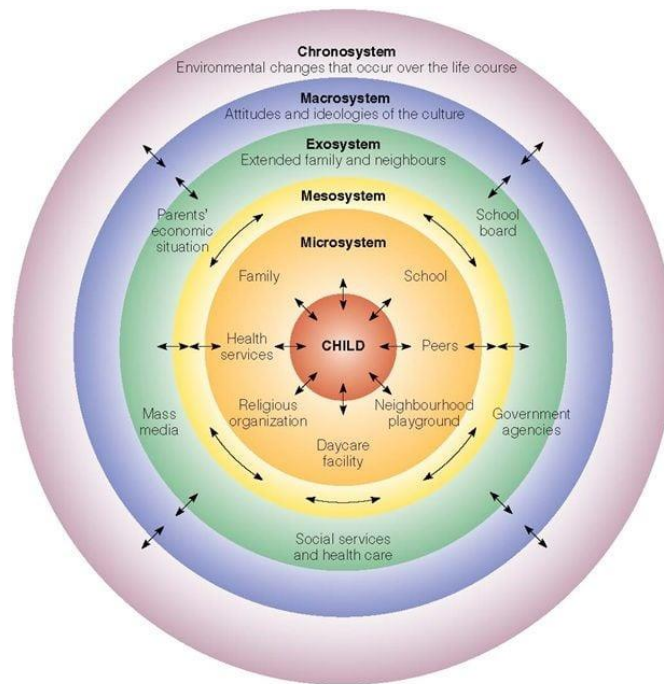 Chronosystem
Environmental changes that occur over the life course
Macrosystem
Attitudes and ideologies of the culture
Exosystem
Extended family and neighbours
Mesosystem
Parents'
economic
situation
School
board
Microsystem
Family
School
Health
services
CHILD
Peers
Religious
organization
Neighbourhood
playground
Mass
media
Government
agencies
Daycare
facility
Social services
and health care